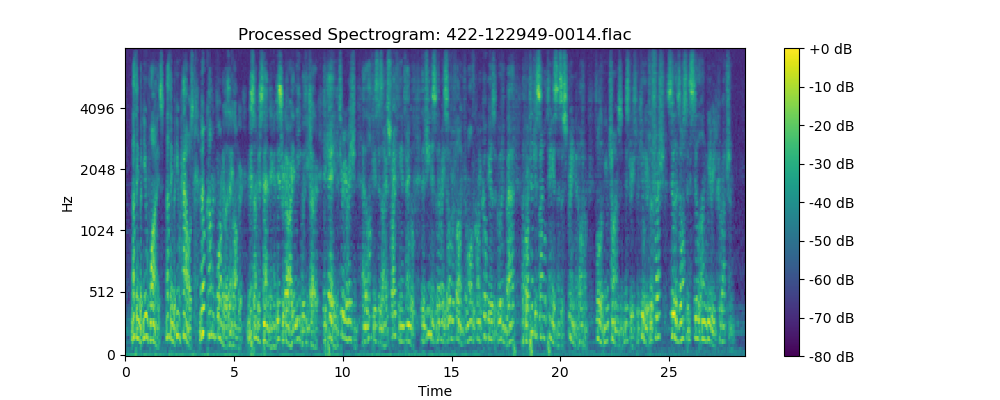 Processed Spectrogram: 422-122949-0014.flac
Hz
4096
2048
1024
512
0
0 5 10 15 20 25
Time
+0 dB
-10 dB
-20 dB
-30 dB
-40 dB
-50 dB
-60 dB
-70 dB
-80 dB